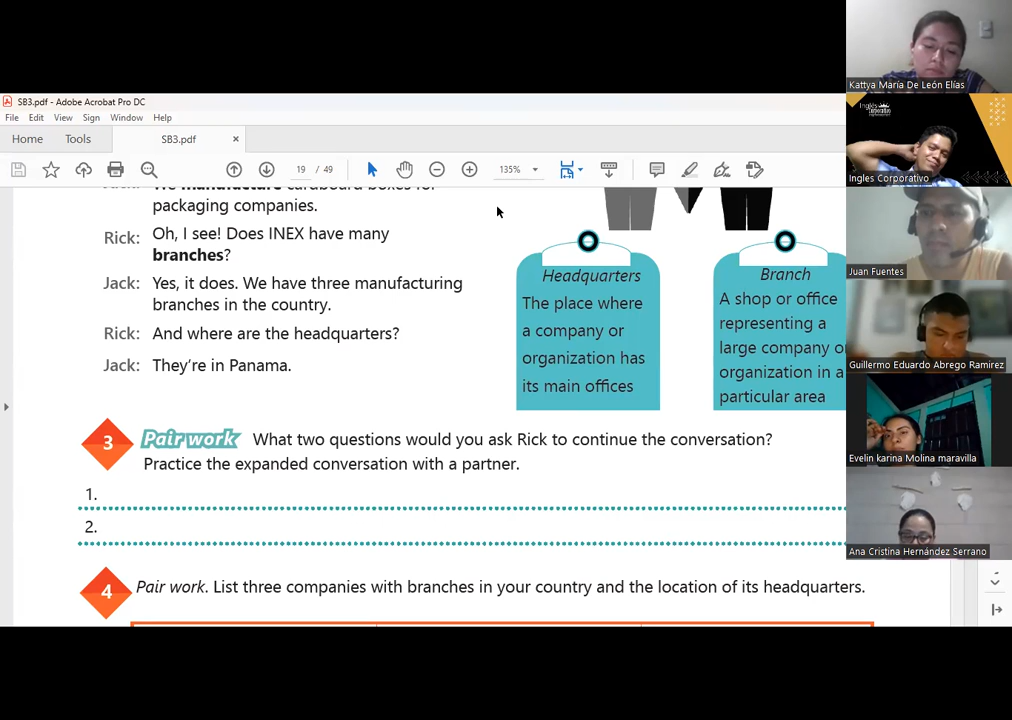 Kattya María De León Elías
SB3.pdf - Adobe Acrobat Pro DC
File Edit View Sign Window Help
Home Tools SB3.pdf ×
19 / 49 135%
We manufacture cardboard boxes for
packaging companies.
Rick: Oh, I see! Does INEX have many
branches?
Jack: Yes, it does. We have three manufacturing
branches in the country.
Rick: And where are the headquarters?
Jack: They're in Panama.
Headquarters
The place where
a company or
organization has
its main offices
Branch
A shop or office
representing a
large company or
organization in a
particular area
3 Pair work What two questions would you ask Rick to continue the conversation?
Practice the expanded conversation with a partner.
1.
2.
4 Pair work. List three companies with branches in your country and the location of its headquarters.
Inglés
Corporativo
Ingles Corporativo
Juan Fuentes
Guillermo Eduardo Abrego Ramirez
Evelin karina Molina maravilla
Ana Cristina Hernández Serrano